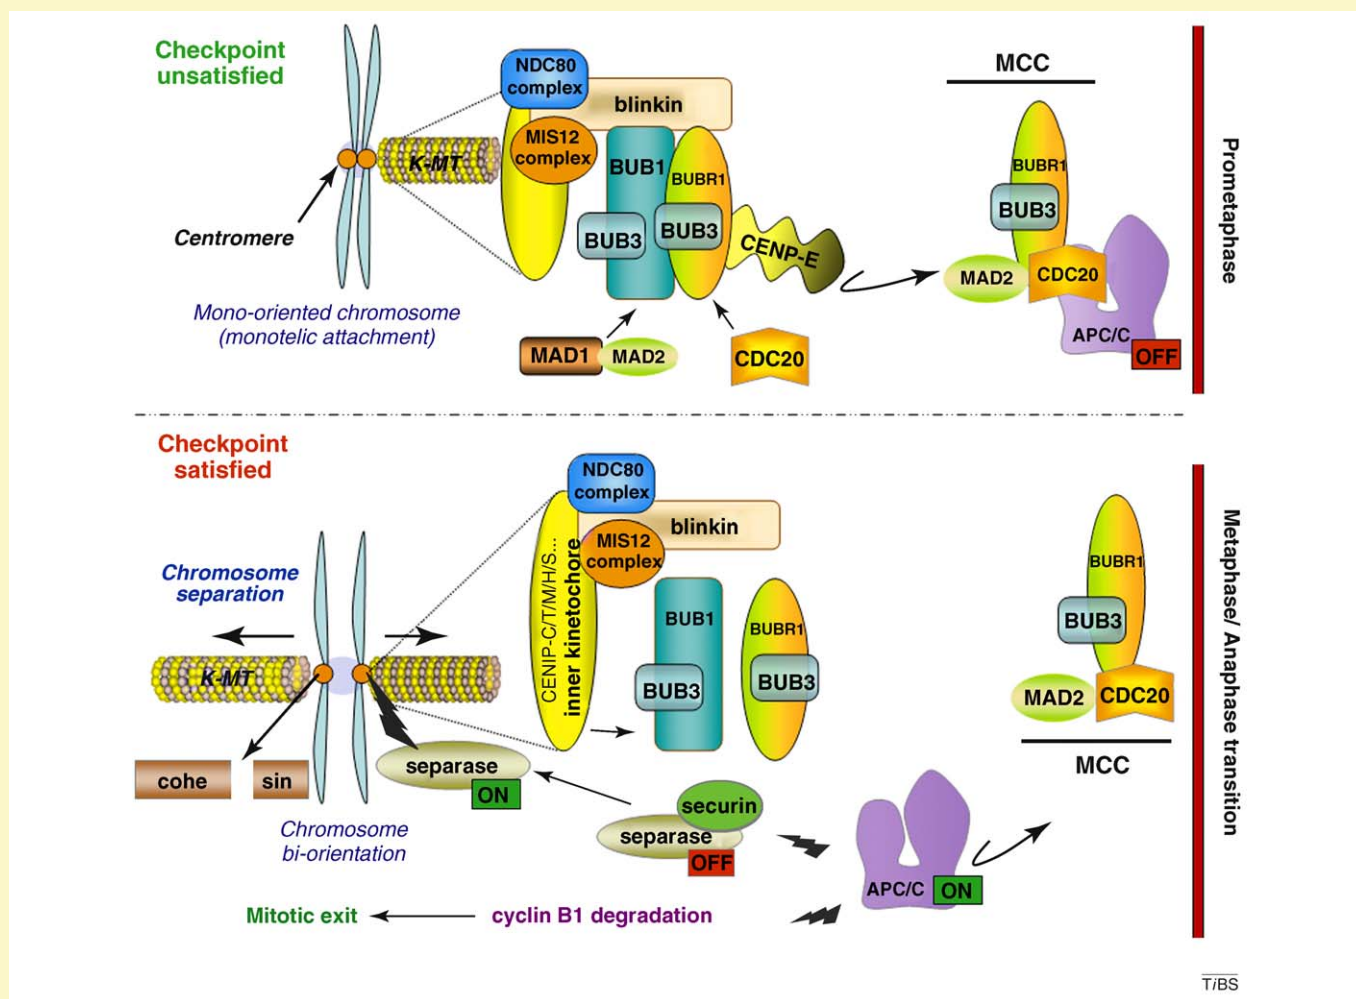 Checkpoint
unsatisfied
NDC80
complex
blinkin
MIS12
complex
K-MT
BUB1
BUBR1
BUB3
BUB3
CENP-E
Centromere
Mono-oriented chromosome
(monotelic attachment)
MAD1
MAD2
CDC20
MCC
BUBR1
BUB3
MAD2
CDC20
APC/C
OFF
Prometaphase
Checkpoint
satisfied
NDC80
complex
blinkin
MIS12
complex
CENIP-C/T/M/H/S...
inner kinetochore
BUB1
BUB3
BUBR1
BUB3
Chromosome
separation
K-MT
cohe
sin
separase
ON
Chromosome
bi-orientation
securin
separase
OFF
APC/C
ON
Mitotic exit
cyclin B1 degradation
BUBR1
BUB3
MAD2
CDC20
MCC
Metaphase/ Anaphase transition
TiBS